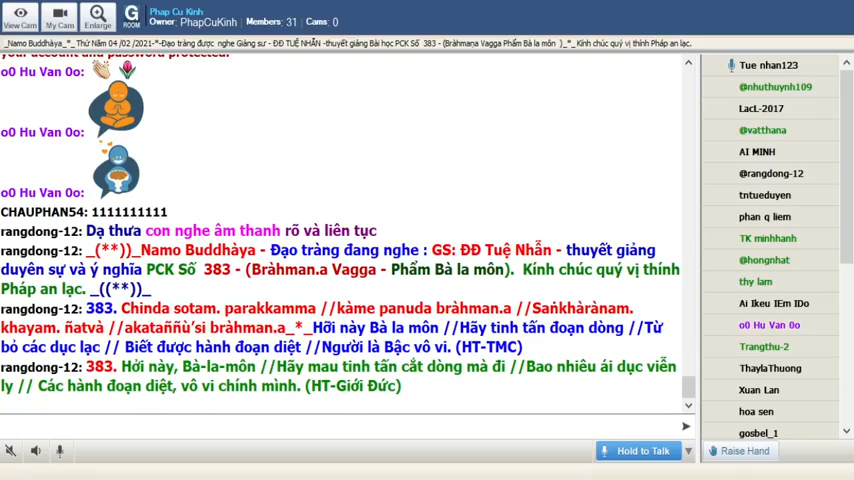 View Cam
My Cam
Enlarge
G
ROOM
Phap Cu Kinh
Owner: PhapCuKinh , Members: 31 | Cams: 0
_Namo Buddhàya_*_ Thứ Năm 04 /02 /2021-*-Đạo tràng được nghe Giảng sư - ĐĐ TUỆ NHẪN -thuyết giảng Bài học PCK Số 383 - (Bràhmaṇa Vagga Phẩm Bà la môn )_*_ Kính chúc quý vị thính Pháp an lạc.
your account and password protected.
o0 Hu Van 0o:
o0 Hu Van 0o:
o0 Hu Van 0o:
CHAUPHAN54: 1111111111
rangdong-12: Dạ thưa con nghe âm thanh rõ và liên tục
rangdong-12: _(**))_Namo Buddhàya - Đạo tràng đang nghe : GS: ĐĐ Tuệ Nhẫn - thuyết giảng
duyên sự và ý nghĩa PCK Số 383 - (Bràhman.a Vagga - Phẩm Bà la môn). Kính chúc quý vị thính
Pháp an lạc. _((**))_
rangdong-12: 383. Chinda sotam. parakkamma //kàme panuda bràhman.a //Saṅkhàrànam.
khayam. ñatvà //akataññù’si bràhman.a_*_Hỡi này Bà la môn //Hãy tinh tấn đoạn dòng //Từ
bỏ các dục lạc // Biết được hành đoạn diệt //Người là Bậc vô vi. (HT-TMC)
rangdong-12: 383. Hởi này, Bà-la-môn //Hãy mau tinh tấn cắt dòng mà đi //Bao nhiêu ái dục viễn
ly // Các hành đoạn diệt, vô vi chính mình. (HT-Giới Đức)
Hold to Talk
Raise Hand
Tue nhan123
@nhuthuynh109
LacL-2017
@vatthana
AI MINH
@rangdong-12
tntueduyen
phan q liem
TK minhhanh
@hongnhat
thy lam
Ai Ikeu IEm IDo
o0 Hu Van 0o
Trangthu-2
ThaylaThuong
Xuan Lan
hoa sen
gosbel_1